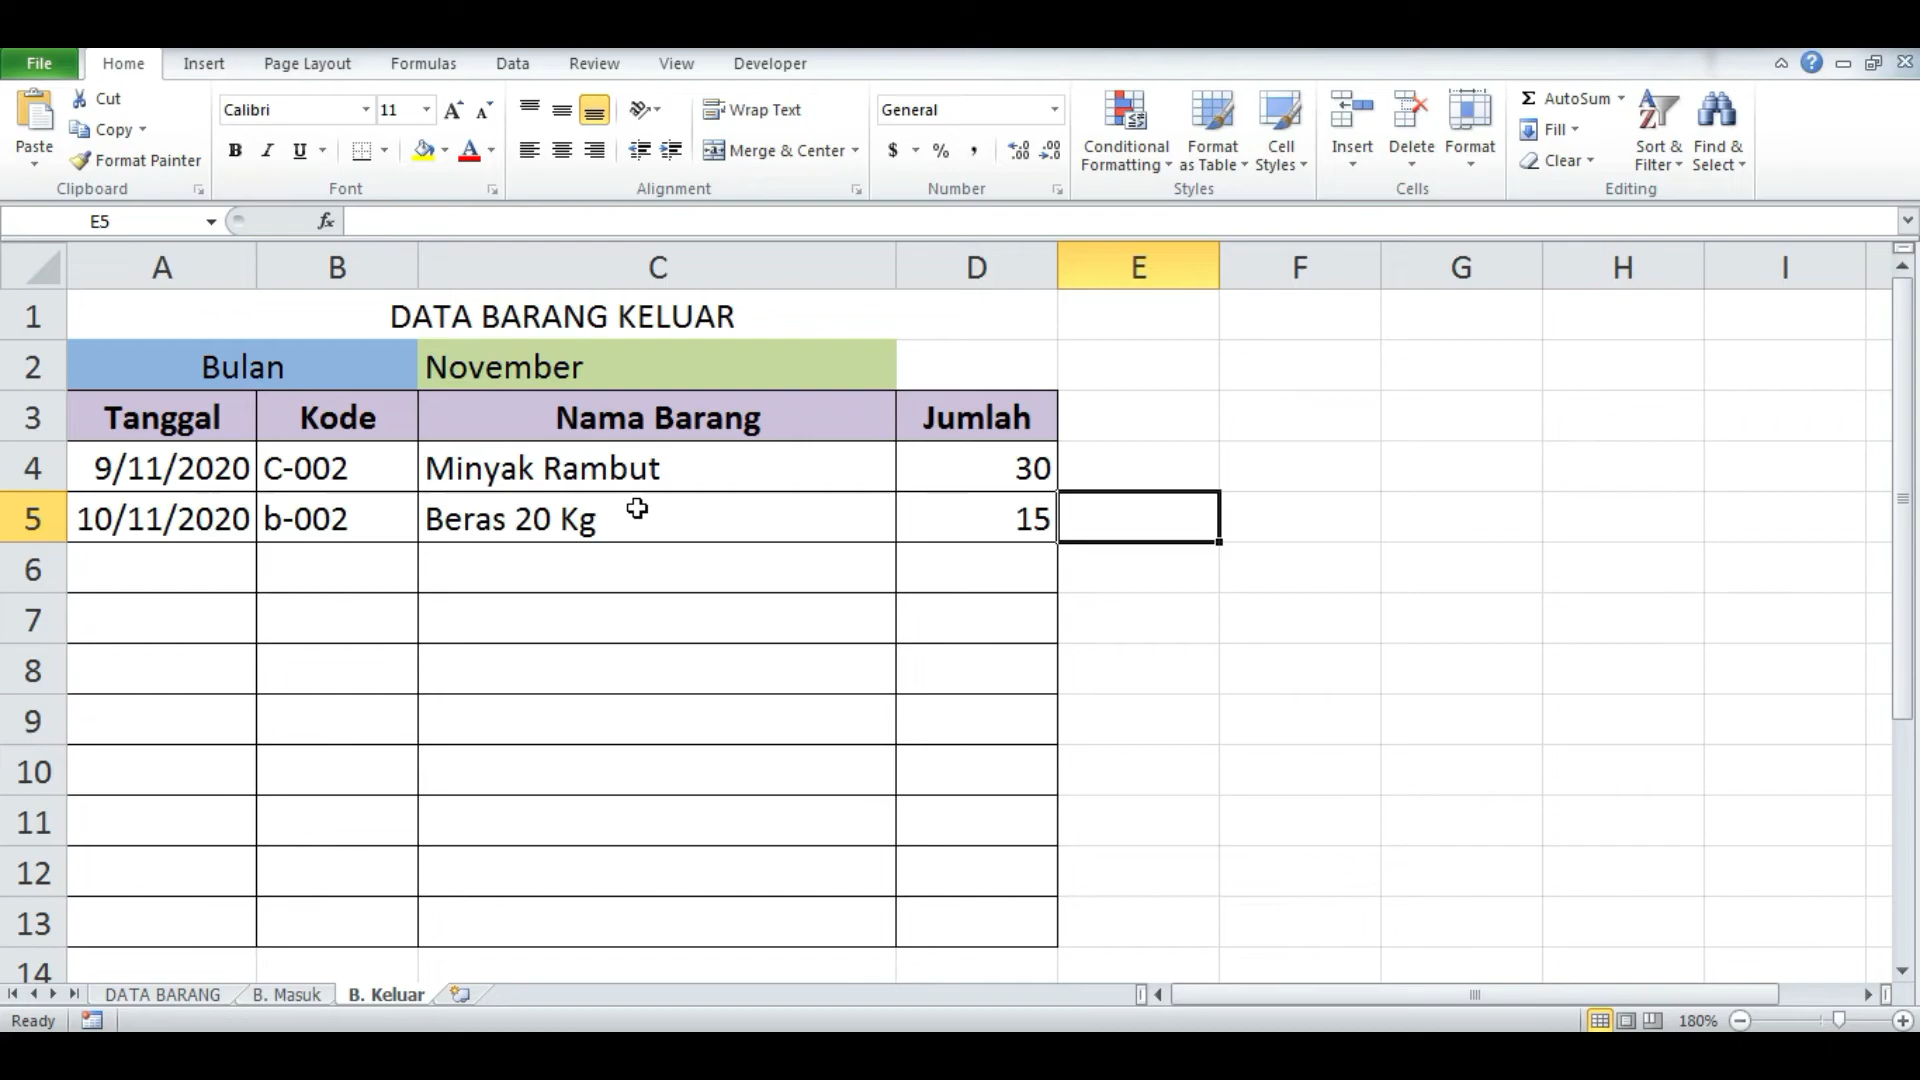 File Home Insert Page Layout Formulas Data Review View Developer
Cut
Copy
Format Painter
Paste
Clipboard
Calibri 11 A A
B I U A
Font
Wrap Text
Merge & Center
Alignment
General
$ % ,
Number
Conditional Formatting
Format as Table
Cell Styles
Styles
Insert Delete Format
Cells
Σ AutoSum
Fill
Clear
Sort & Filter
Find & Select
Editing
E5 fx
A B C D E F G H I
1 DATA BARANG KELUAR
2 Bulan November
3 Tanggal Kode Nama Barang Jumlah
4 9/11/2020 C-002 Minyak Rambut 30
5 10/11/2020 b-002 Beras 20 Kg 15
6
7
8
9
10
11
12
13
14
DATA BARANG B. Masuk B. Keluar
Ready 180%